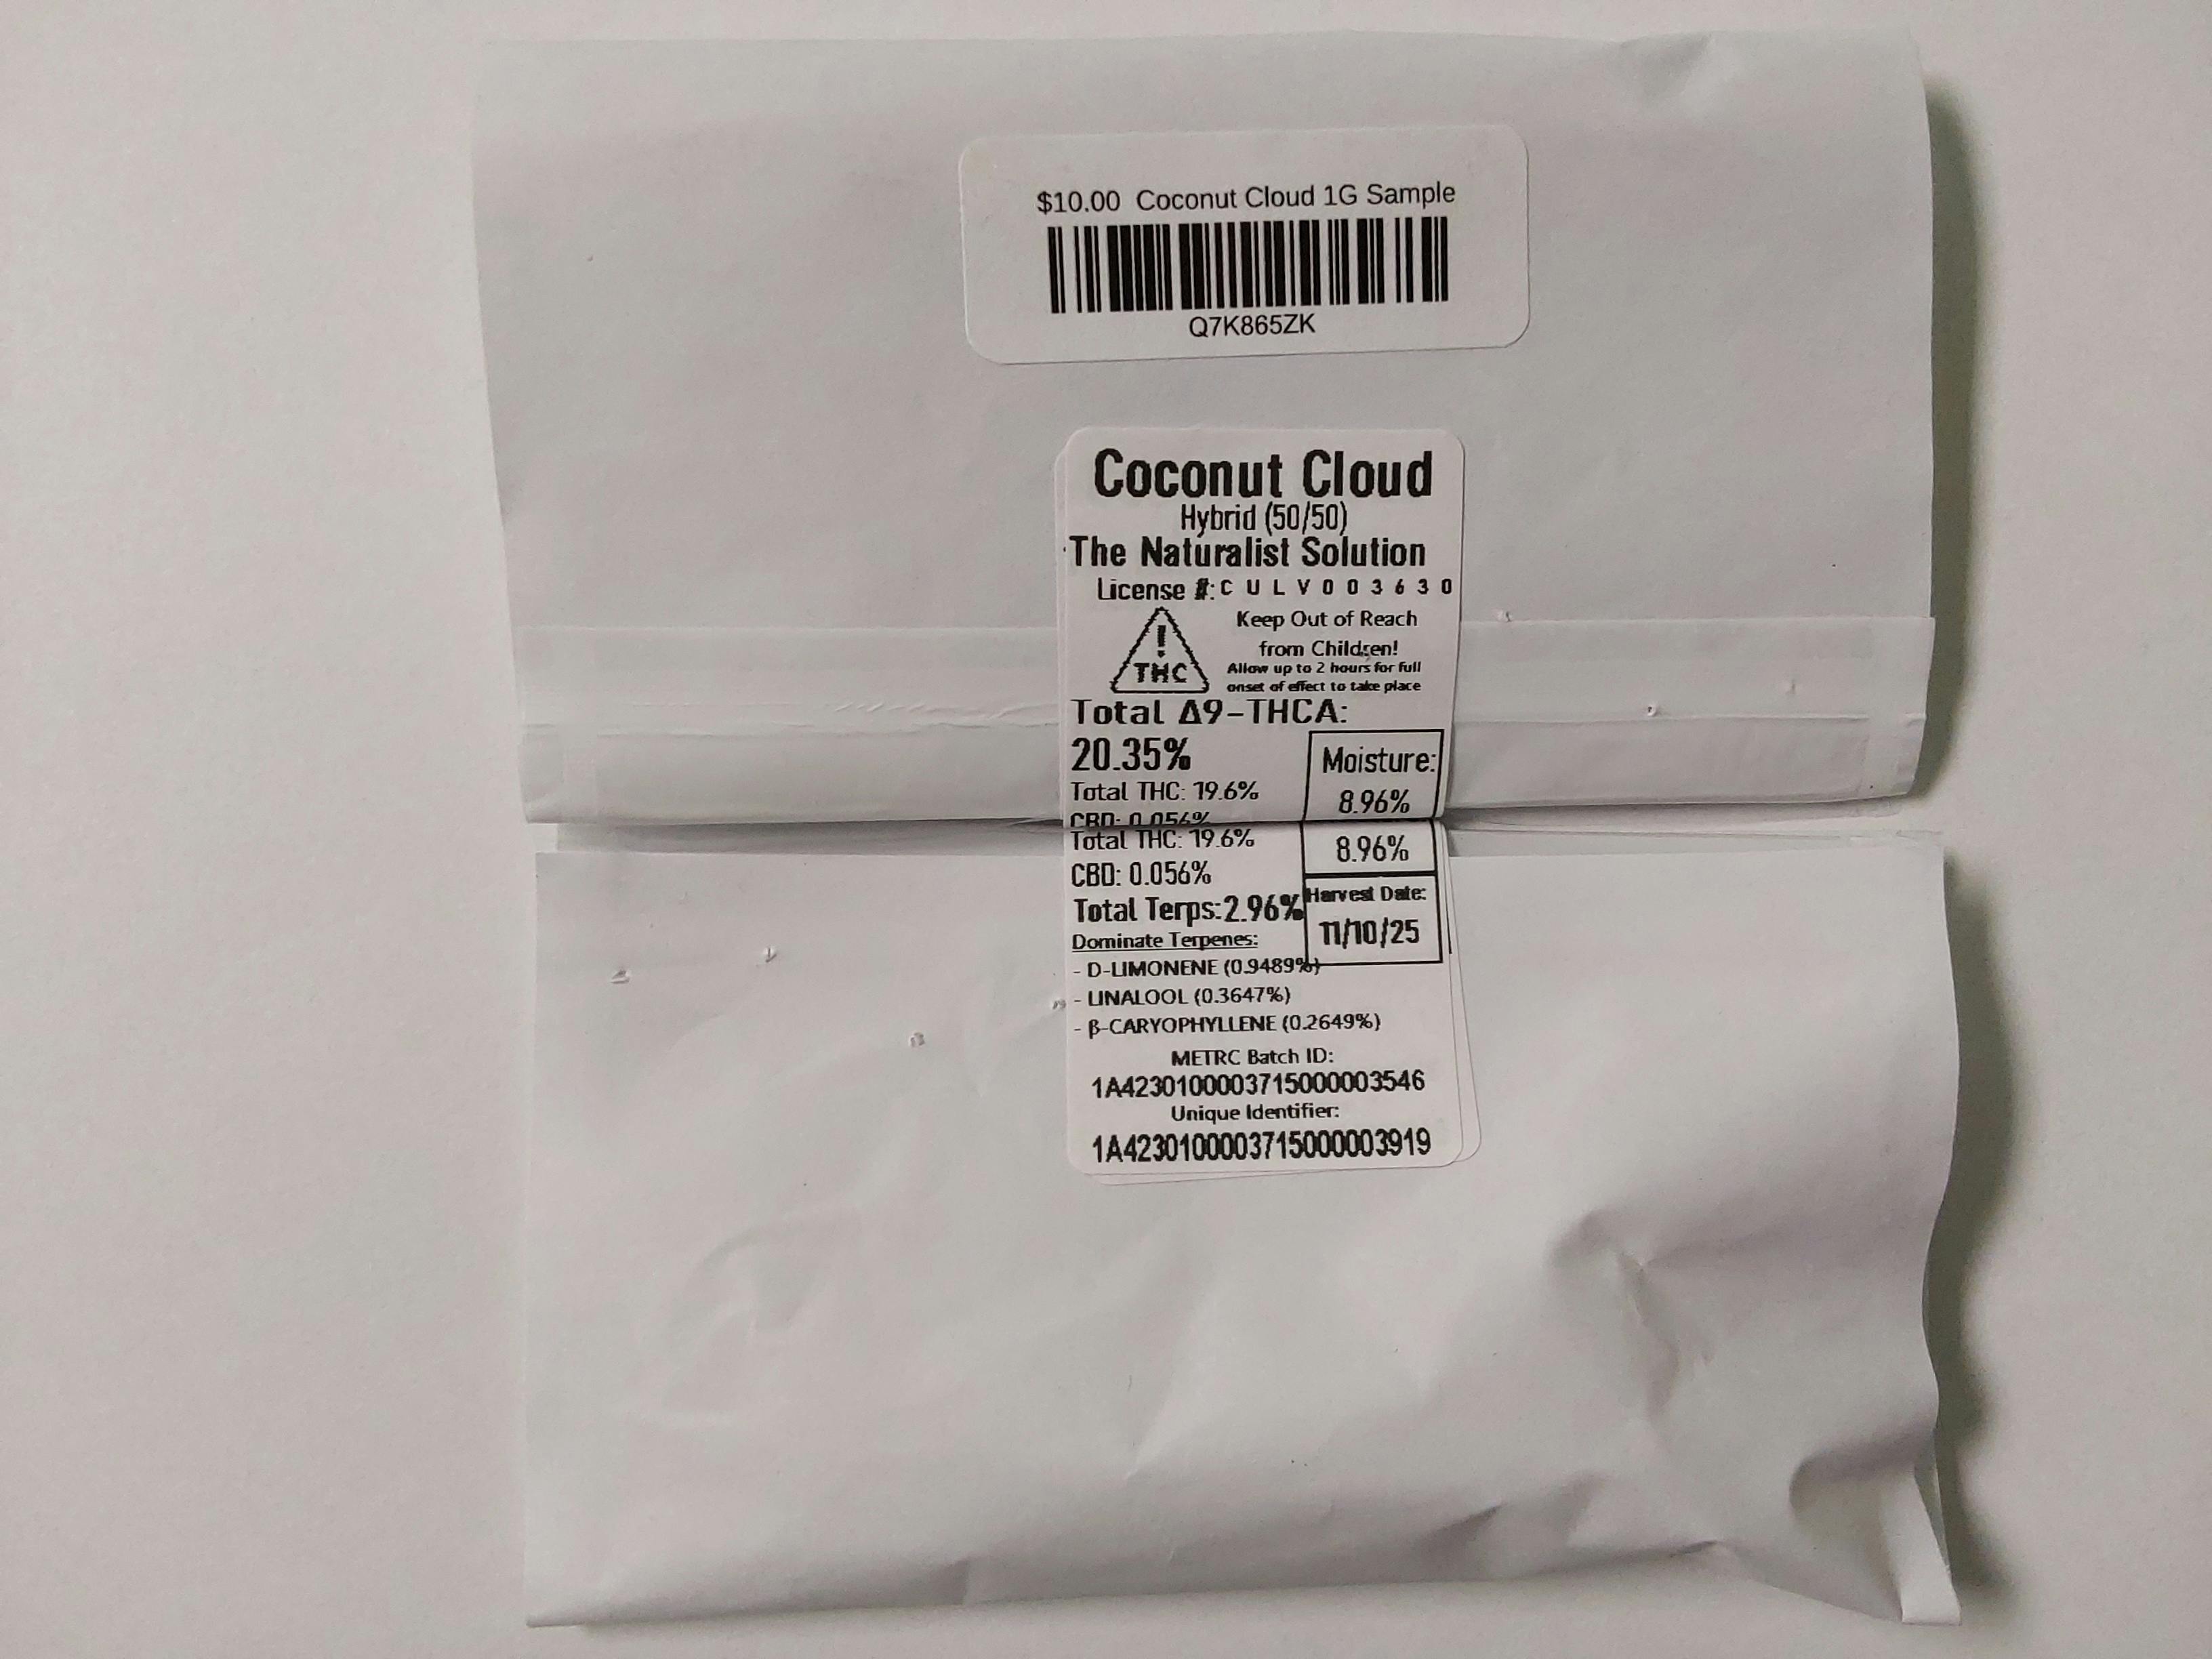 $10.00 Coconut Cloud 1G Sample
Q7K865ZK
Coconut Cloud
Hybrid (50/50)
The Naturalist Solution
License #: C U L V 0 0 3 6 3 0
!
THC
Keep Out of Reach
from Children!
Allow up to 2 hours for full
onset of effect to take place
Total Δ9-THCA:
20.35%
Moisture:
8.96%
Total THC: 19.6%
CBD: 0.056%
Total THC: 19.6%
8.96%
CBD: 0.056%
Total Terps: 2.96%
Harvest Date:
11/10/25
Dominate Terpenes:
- D-LIMONENE (0.9489%)
- LINALOOL (0.3647%)
- β-CARYOPHYLLENE (0.2649%)
METRC Batch ID:
1A4230100003715000003546
Unique Identifier:
1A4230100003715000003919